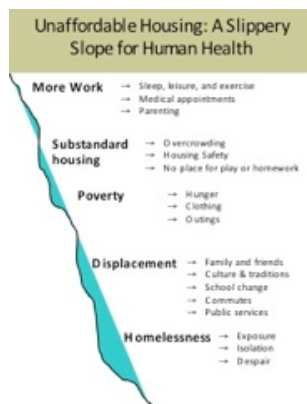 Unaffordable Housing: A Slippery
Slope for Human Health
More Work
→ Sleep, leisure, and exercise
→ Medical appointments
→ Parenting
Substandard
housing
→ Overcrowding
→ Housing Safety
→ No place for play or homework
Poverty
→ Hunger
→ Clothing
→ Outings
Displacement
→ Family and friends
→ Culture & traditions
→ School change
→ Commutes
→ Public services
Homelessness
→ Exposure
→ Isolation
→ Despair